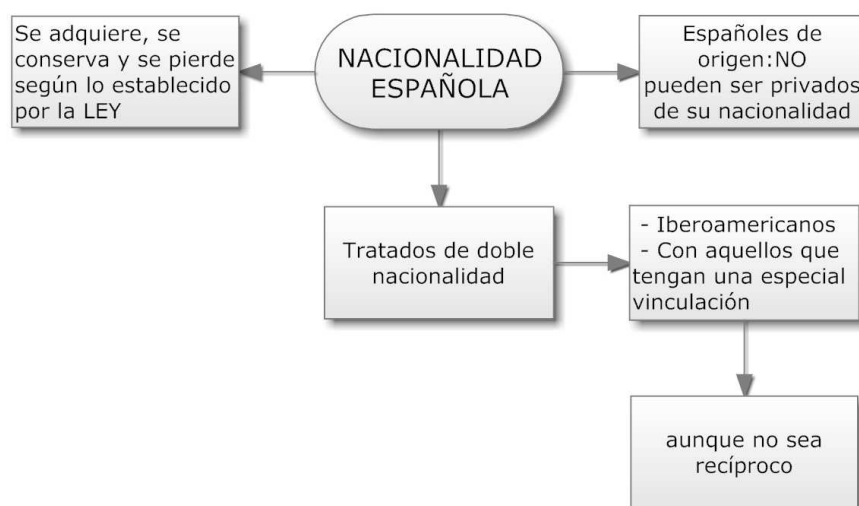 Se adquiere, se
conserva y se pierde
según lo establecido
por la LEY
NACIONALIDAD
ESPAÑOLA
Españoles de
origen:NO
pueden ser privados
de su nacionalidad
Tratados de doble
nacionalidad
- Iberoamericanos
- Con aquellos que
tengan una especial
vinculación
aunque no sea
recíproco